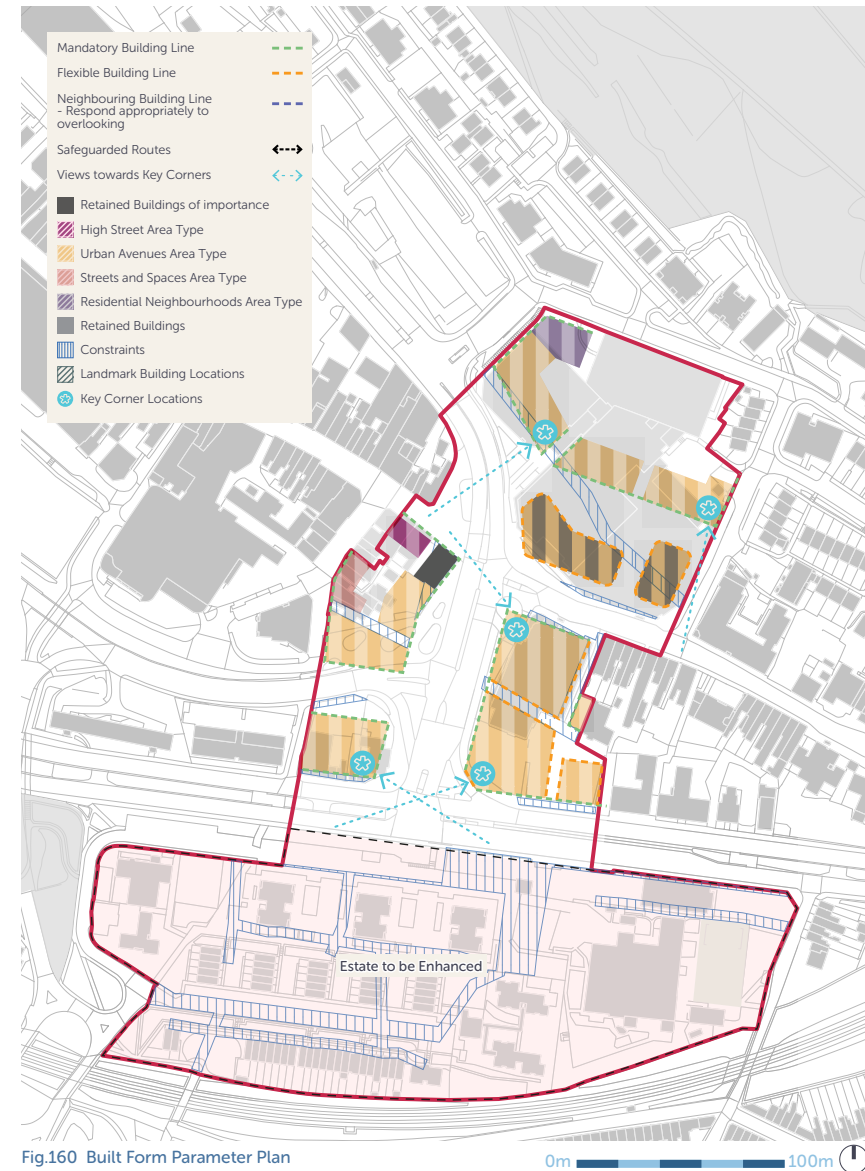 Mandatory Building Line
Flexible Building Line
Neighbouring Building Line
- Respond appropriately to
overlooking
Safeguarded Routes
Views towards Key Corners
Retained Buildings of importance
High Street Area Type
Urban Avenues Area Type
Streets and Spaces Area Type
Residential Neighbourhoods Area Type
Retained Buildings
Constraints
Landmark Building Locations
Key Corner Locations
Estate to be Enhanced
Fig.160 Built Form Parameter Plan
0m 100m